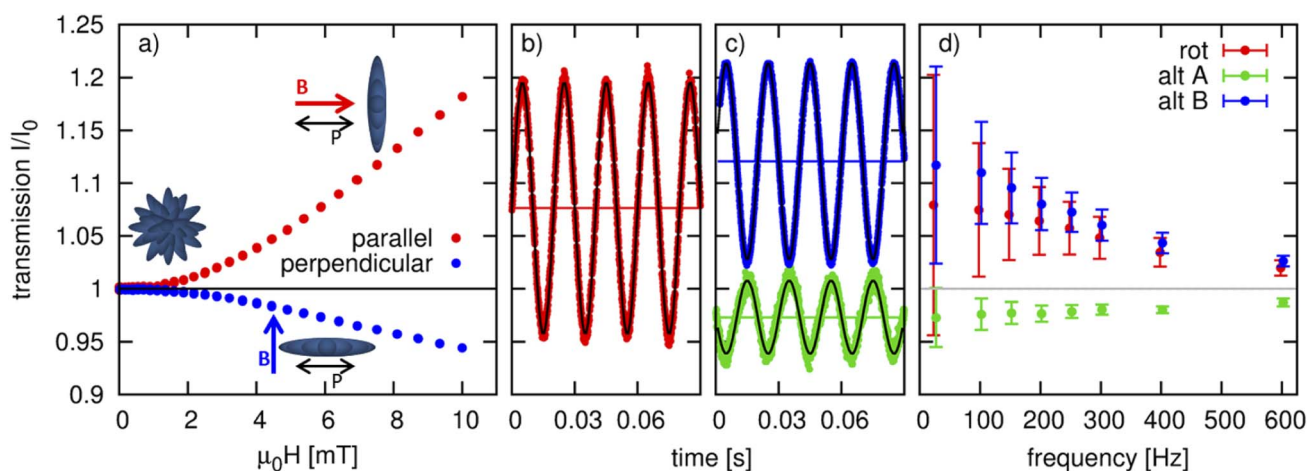 transmission I/I0
1.25
1.2
1.15
1.1
1.05
1
0.95
0.9
a)
B
P
parallel
perpendicular
B
P
0 2 4 6 8 10
μ0H [mT]
b)
0.03 0.06
c)
0.03 0.06
time [s]
d)
rot
alt A
alt B
0 100 200 300 400 500 600
frequency [Hz]